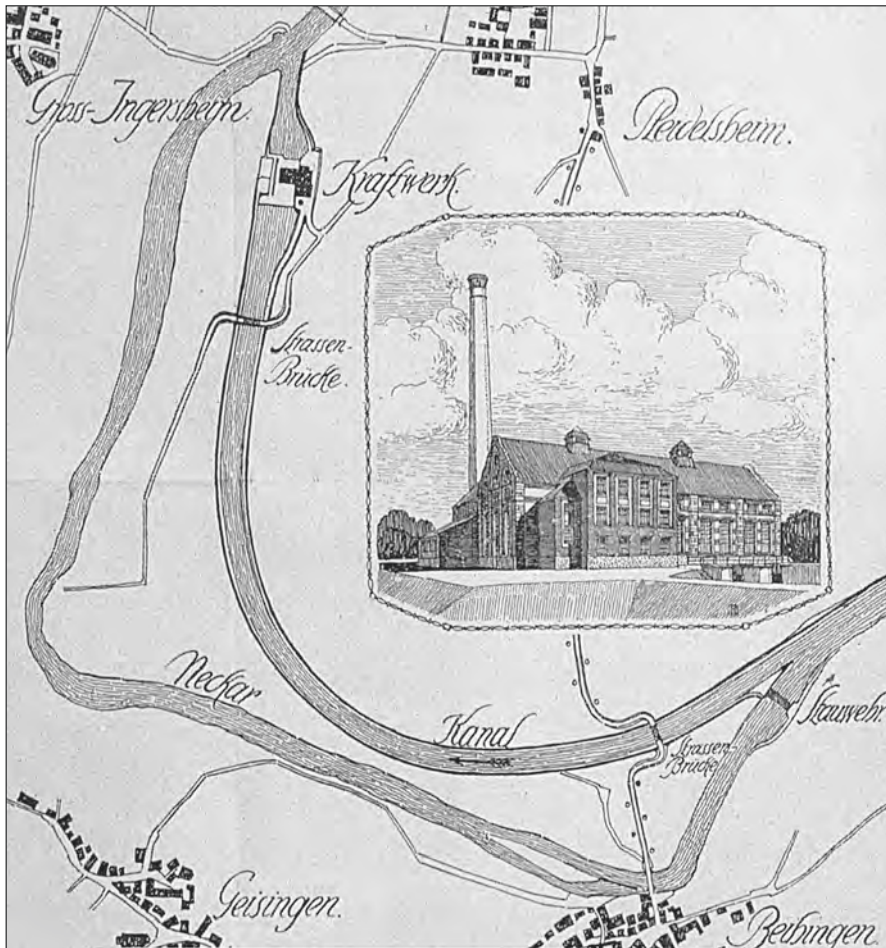 Gross-Ingersheim.
Pleidelsheim.
Kraftwerk.
Strassen-
Brücke.
Neckar
Kanal
Stauwehr.
Strassen-
Brücke
Geisingen.
Beihingen